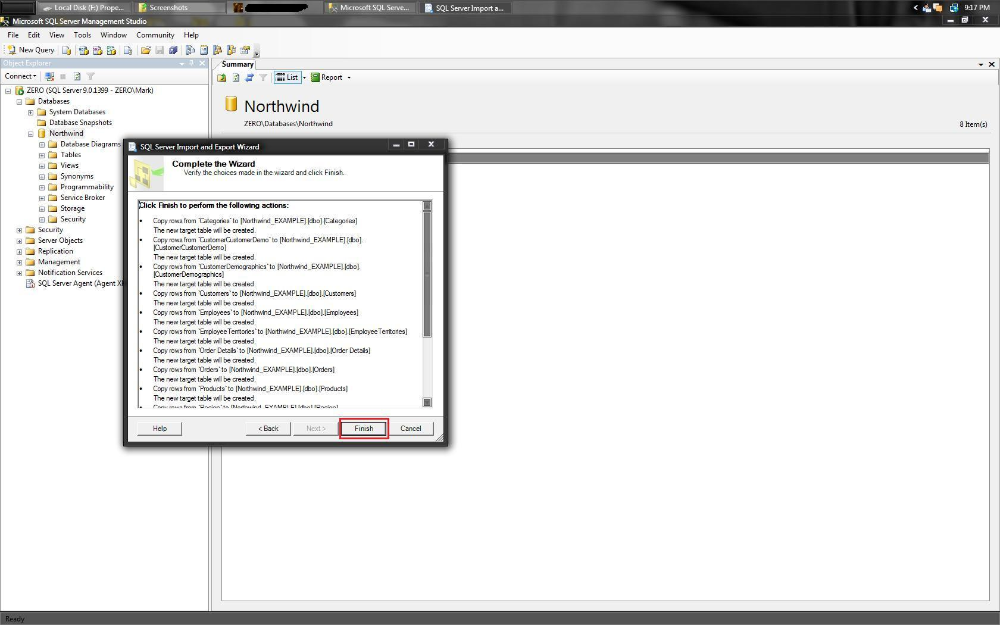 Local Disk (F:) Prope...
Screenshots
Microsoft SQL Serve...
SQL Server Import a...
<
9:17 PM
Microsoft SQL Server Management Studio
File Edit View Tools Window Community Help
New Query
Object Explorer
Summary
Connect
List
Report
ZERO (SQL Server 9.0.1399 - ZERO\Mark)
Databases
System Databases
Database Snapshots
Northwind
Database Diagrams
Tables
Views
Synonyms
Programmability
Service Broker
Storage
Security
Security
Server Objects
Replication
Management
Notification Services
SQL Server Agent (Agent XP
Northwind
ZERO\Databases\Northwind
8 Item(s)
SQL Server Import and Export Wizard
Complete the Wizard
Verify the choices made in the wizard and click Finish.
Click Finish to perform the following actions:
• Copy rows from `Categories` to [Northwind_EXAMPLE].[dbo].[Categories]
The new target table will be created.
• Copy rows from `CustomerCustomerDemo` to [Northwind_EXAMPLE].[dbo].
[CustomerCustomerDemo]
The new target table will be created.
• Copy rows from `CustomerDemographics` to [Northwind_EXAMPLE].[dbo].
[CustomerDemographics]
The new target table will be created.
• Copy rows from `Customers` to [Northwind_EXAMPLE].[dbo].[Customers]
The new target table will be created.
• Copy rows from `Employees` to [Northwind_EXAMPLE].[dbo].[Employees]
The new target table will be created.
• Copy rows from `EmployeeTerritories` to [Northwind_EXAMPLE].[dbo].[EmployeeTerritories]
The new target table will be created.
• Copy rows from `Order Details` to [Northwind_EXAMPLE].[dbo].[Order Details]
The new target table will be created.
• Copy rows from `Orders` to [Northwind_EXAMPLE].[dbo].[Orders]
The new target table will be created.
• Copy rows from `Products` to [Northwind_EXAMPLE].[dbo].[Products]
The new target table will be created.
• Copy rows from `Region` to [Northwind_EXAMPLE].[dbo].[Region]
Help
< Back
Next >
Finish
Cancel
Ready